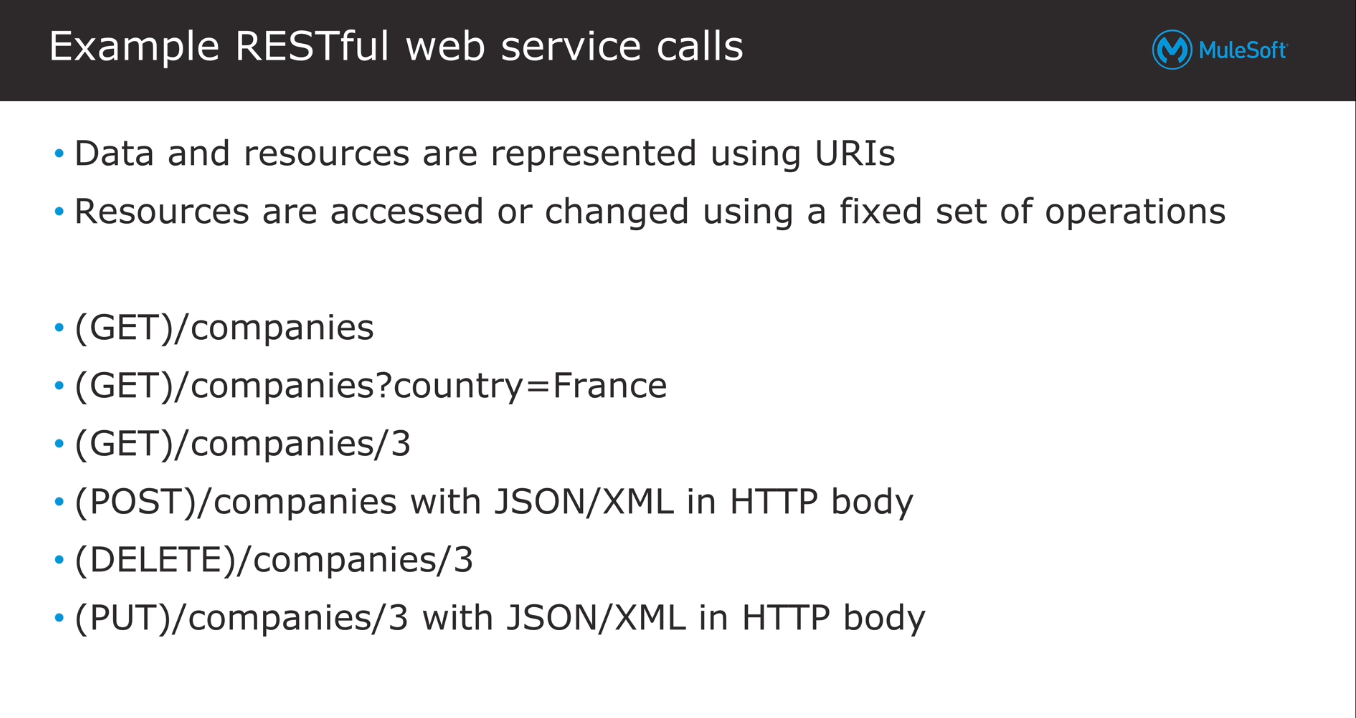 Example RESTful web service calls
MuleSoft
• Data and resources are represented using URIs
• Resources are accessed or changed using a fixed set of operations
• (GET)/companies
• (GET)/companies?country=France
• (GET)/companies/3
• (POST)/companies with JSON/XML in HTTP body
• (DELETE)/companies/3
• (PUT)/companies/3 with JSON/XML in HTTP body